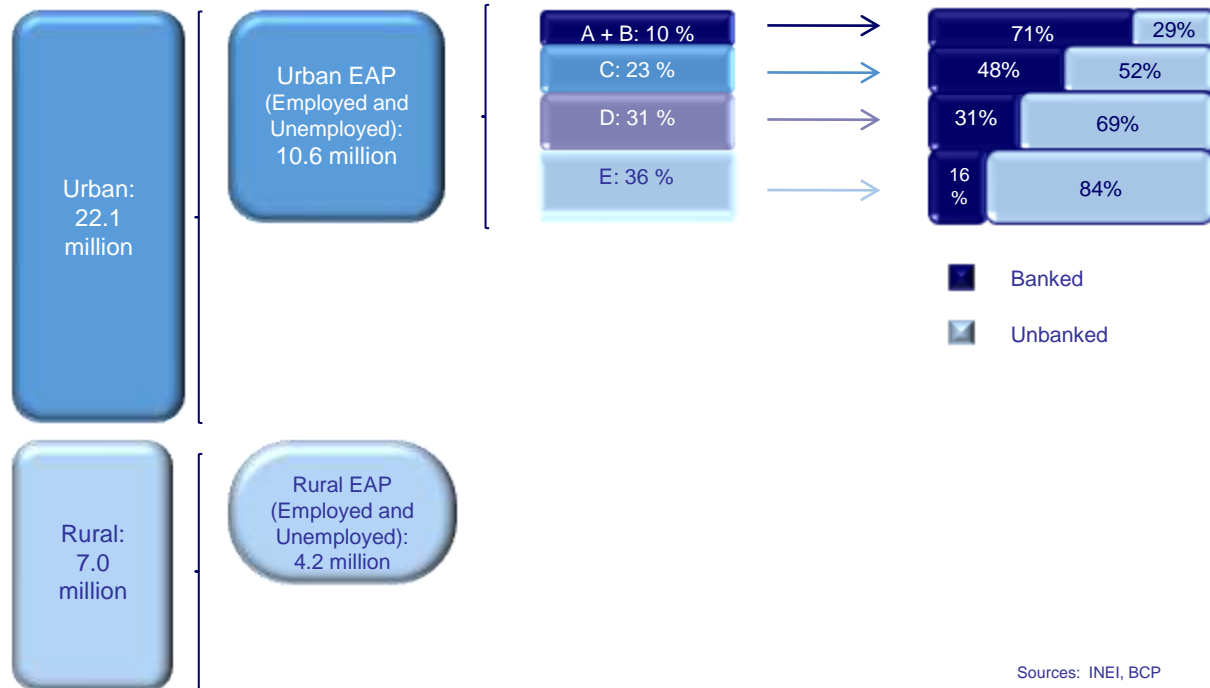 Urban:
22.1
million
Urban EAP
(Employed and
Unemployed):
10.6 million
A + B: 10 %
C: 23 %
D: 31 %
E: 36 %
71%
29%
48%
52%
31%
69%
16
%
84%
Banked
Unbanked
Rural:
7.0
million
Rural EAP
(Employed and
Unemployed):
4.2 million
Sources: INEI, BCP